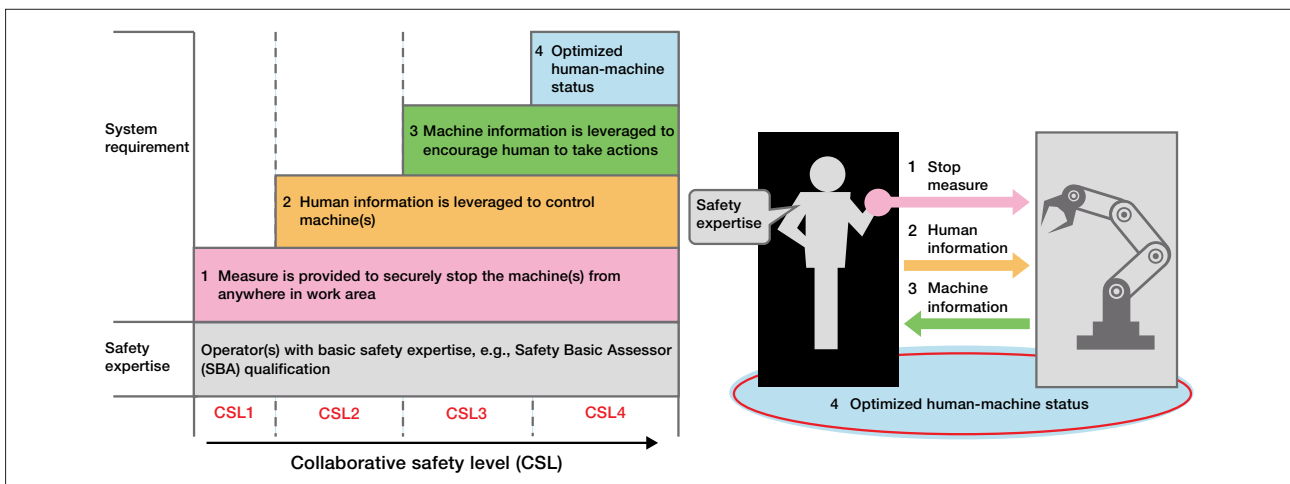 4 Optimized
human-machine
status
System
requirement
3 Machine information is leveraged to
encourage human to take actions
2 Human information is leveraged to control
machine(s)
1 Measure is provided to securely stop the machine(s) from
anywhere in work area
Safety
expertise
Operator(s) with basic safety expertise, e.g., Safety Basic Assessor
(SBA) qualification
CSL1 CSL2 CSL3 CSL4
Collaborative safety level (CSL)
Safety
expertise
1 Stop
measure
2 Human
information
3 Machine
information
4 Optimized human-machine status